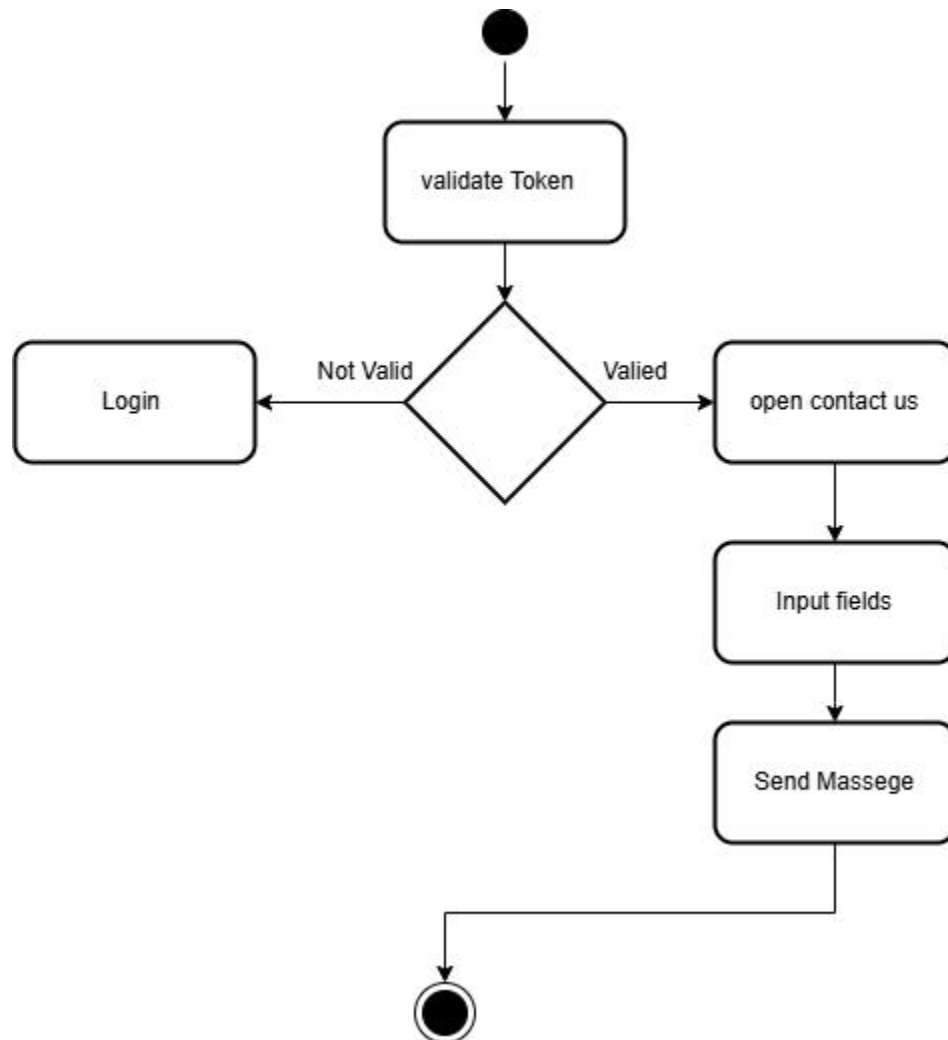 validate Token
Not Valid
Valied
Login
open contact us
Input fields
Send Massege